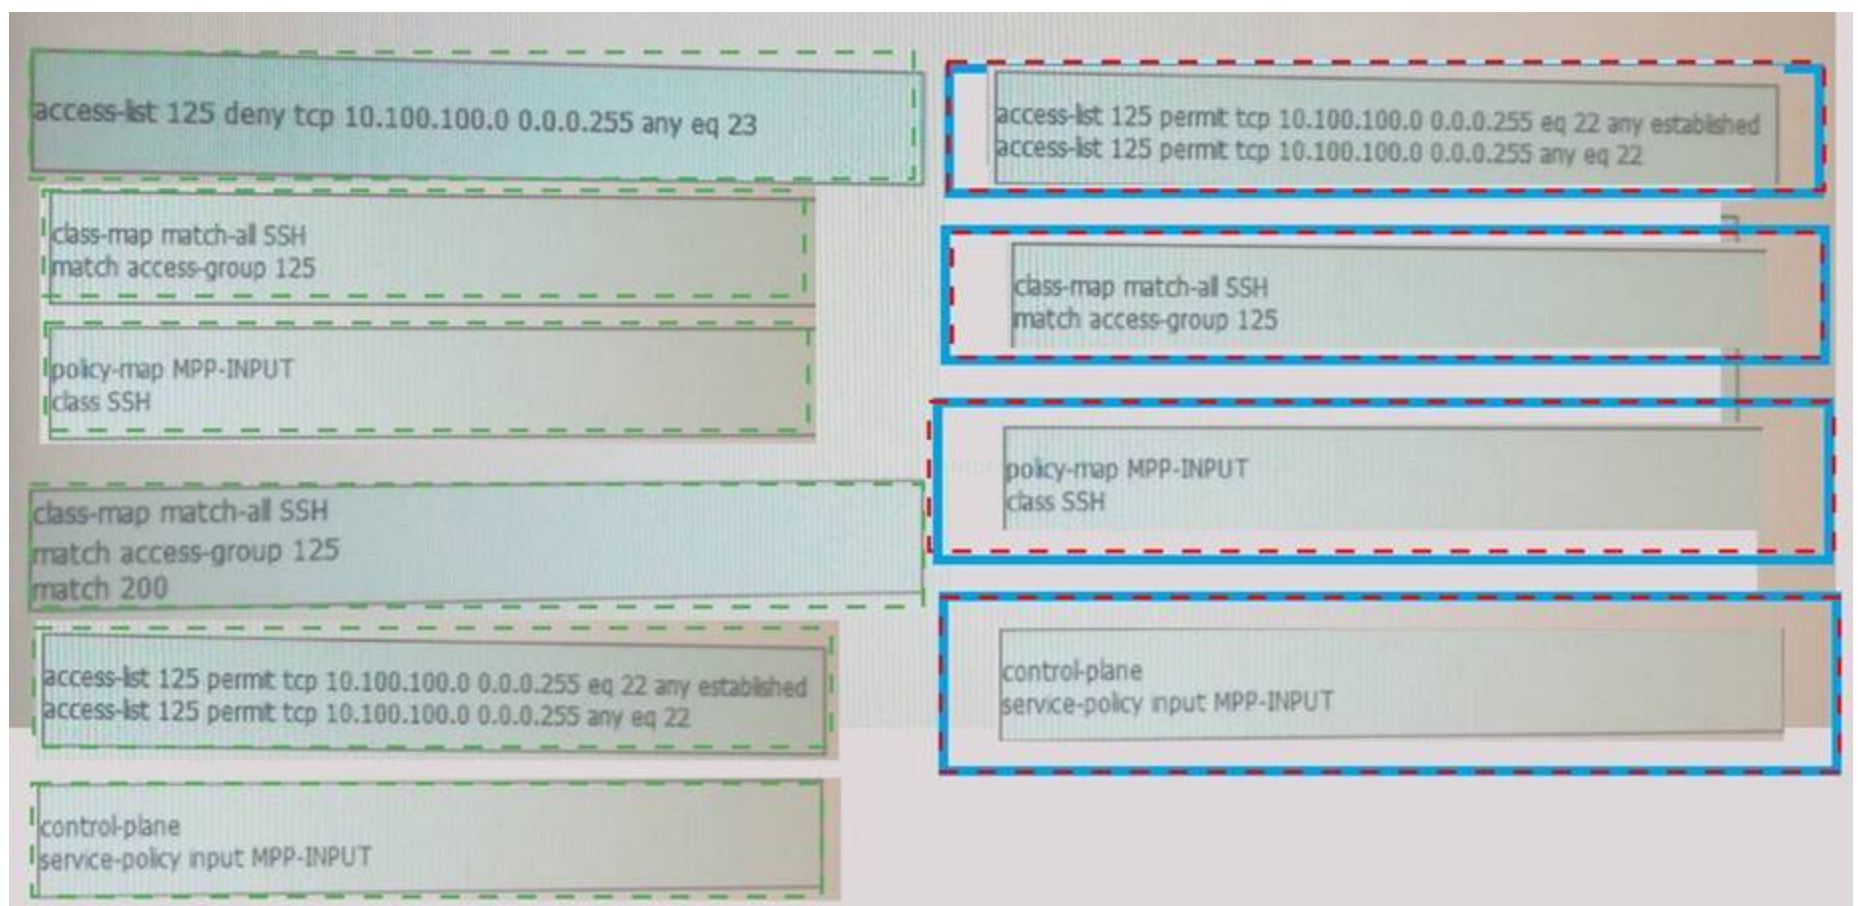 access-list 125 deny tcp 10.100.100.0 0.0.0.255 any eq 23
class-map match-all SSH
match access-group 125
policy-map MPP-INPUT
class SSH
class-map match-all SSH
match access-group 125
match 200
access-list 125 permit tcp 10.100.100.0 0.0.0.255 eq 22 any established
access-list 125 permit tcp 10.100.100.0 0.0.0.255 any eq 22
control-plane
service-policy input MPP-INPUT
access-list 125 permit tcp 10.100.100.0 0.0.0.255 eq 22 any established
access-list 125 permit tcp 10.100.100.0 0.0.0.255 any eq 22
class-map match-all SSH
match access-group 125
policy-map MPP-INPUT
class SSH
control-plane
service-policy input MPP-INPUT